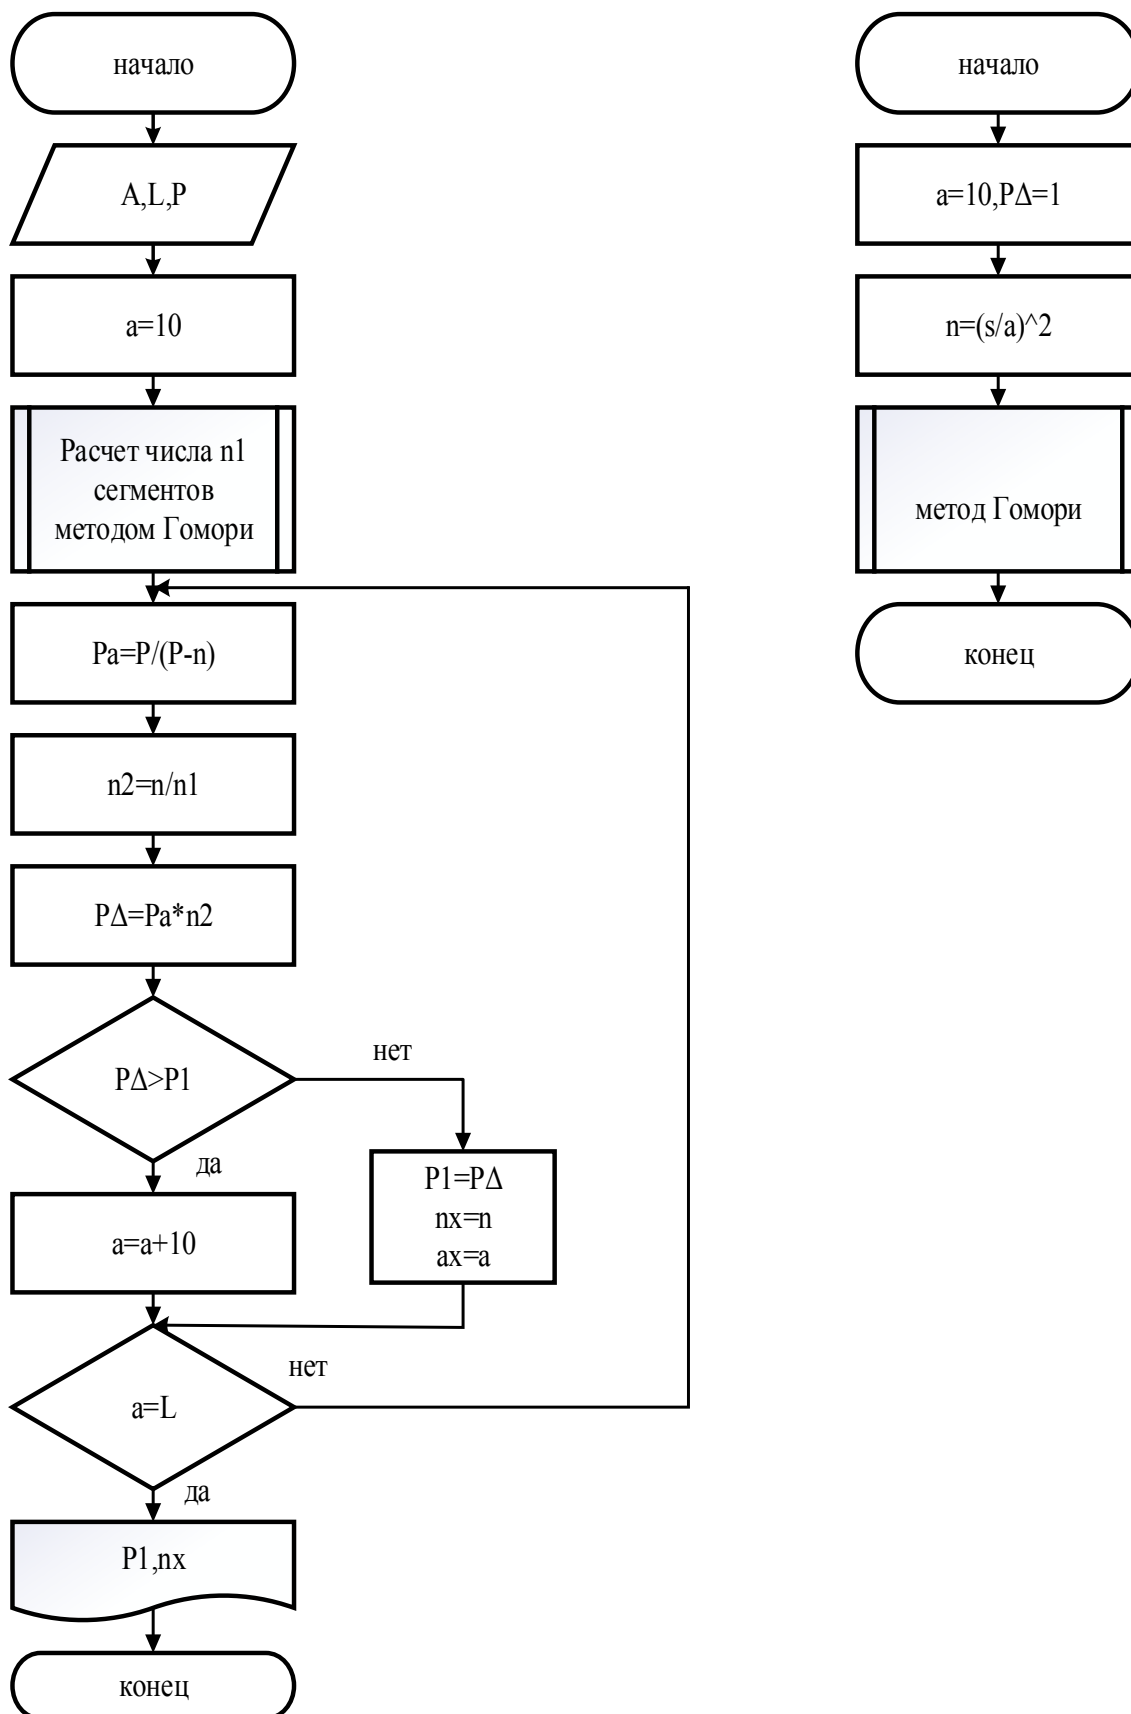 начало
A,L,P
a=10
Расчет числа n1
сегментов
методом Гомори
Pa=P/(P-n)
n2=n/n1
PΔ=Pa*n2
PΔ>P1
нет
да
P1=PΔ
nx=n
ax=a
a=a+10
a=L
нет
да
P1,nx
конец
начало
a=10,PΔ=1
n=(s/a)^2
метод Гомори
конец